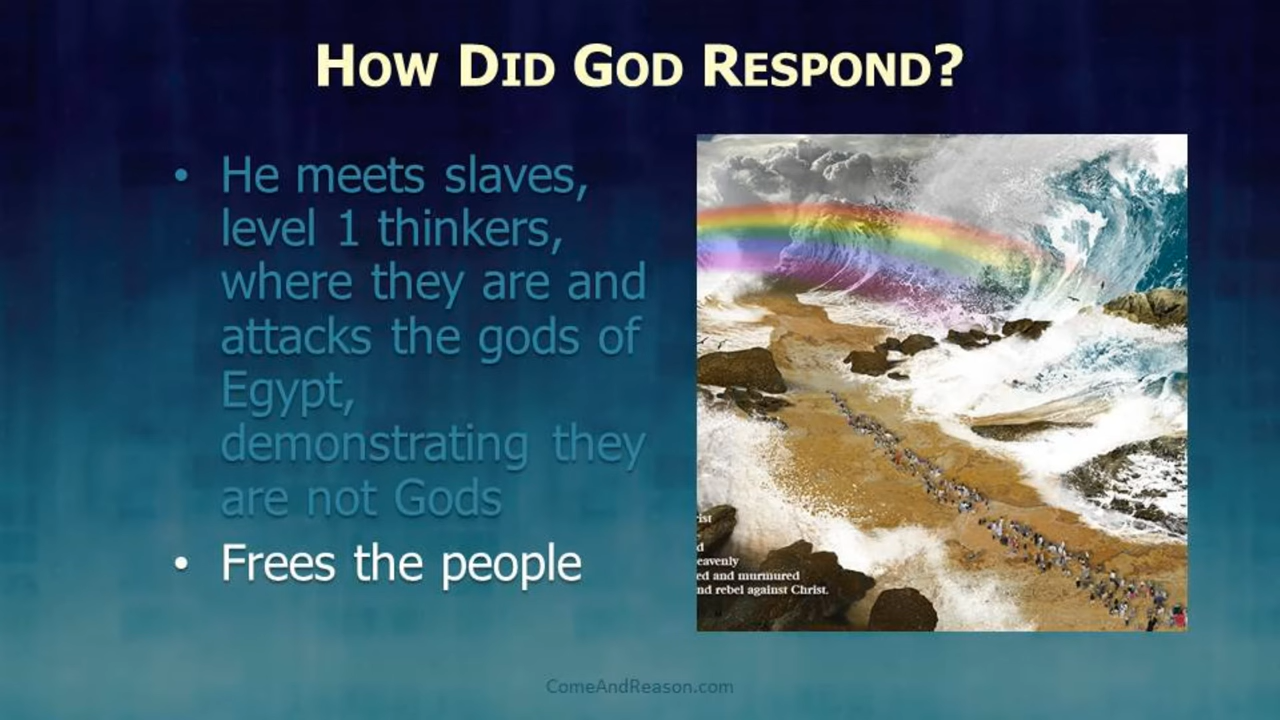 How Did God Respond?
• He meets slaves,
level 1 thinkers,
where they are and
attacks the gods of
Egypt,
demonstrating they
are not Gods
• Frees the people
ist
d
eavenly
ed and murmured
nd rebel against Christ.
ComeAndReason.com